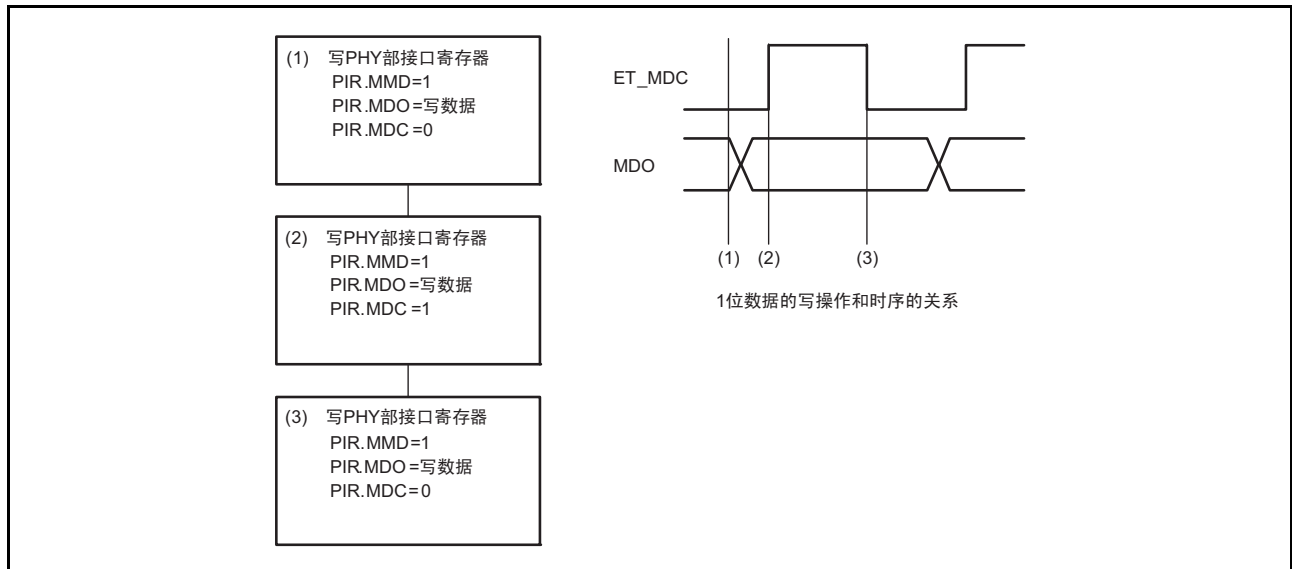 (1) 写PHY部接口寄存器
PIR.MMD=1
PIR.MDO=写数据
PIR.MDC=0
(2) 写PHY部接口寄存器
PIR.MMD=1
PIR.MDO=写数据
PIR.MDC=1
(3) 写PHY部接口寄存器
PIR.MMD=1
PIR.MDO=写数据
PIR.MDC=0
ET_MDC
MDO
(1) (2) (3)
1位数据的写操作和时序的关系